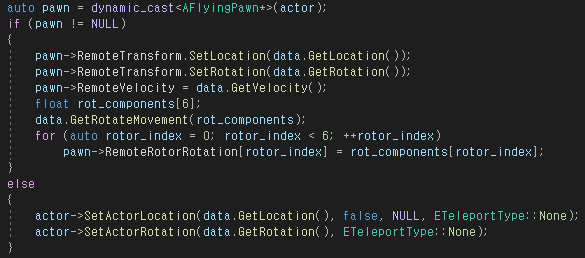 auto pawn = dynamic_cast<AFlyingPawn*>(actor);
if (pawn != NULL)
{
    pawn->RemoteTransform.SetLocation(data.GetLocation());
    pawn->RemoteTransform.SetRotation(data.GetRotation());
    pawn->RemoteVelocity = data.GetVelocity();
    float rot_components[6];
    data.GetRotateMovement(rot_components);
    for (auto rotor_index = 0; rotor_index < 6; ++rotor_index)
        pawn->RemoteRotorRotation[rotor_index] = rot_components[rotor_index];
}
else
{
    actor->SetActorLocation(data.GetLocation(), false, NULL, ETeleportType::None);
    actor->SetActorRotation(data.GetRotation(), ETeleportType::None);
}